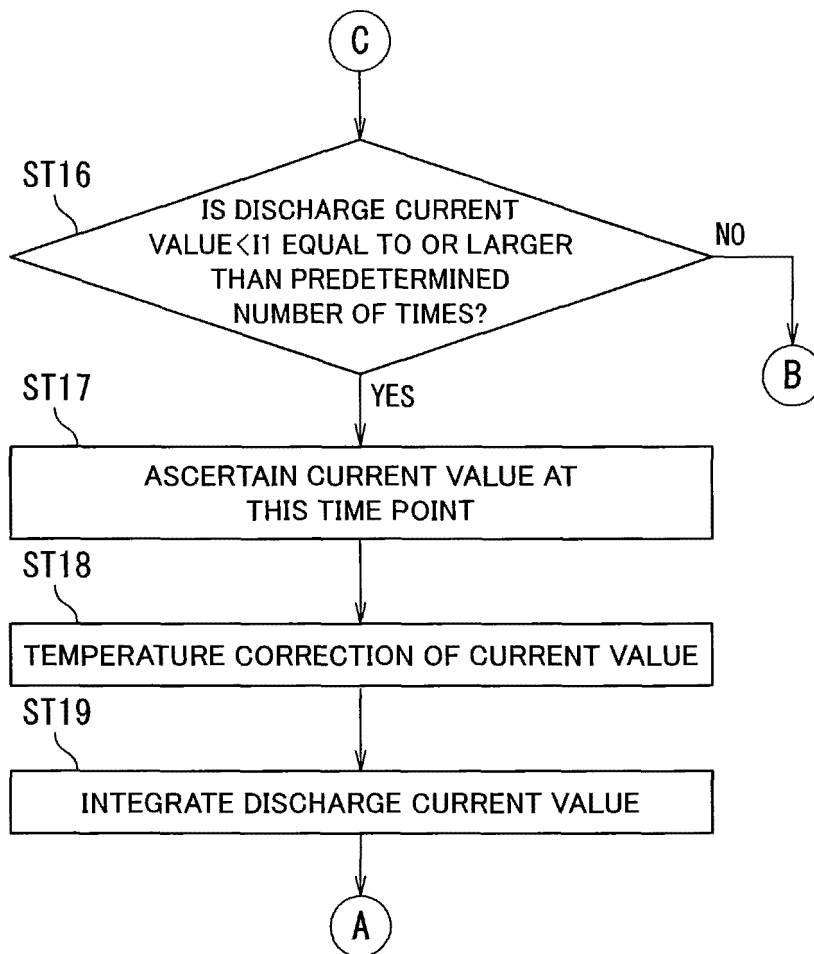 C
ST16
IS DISCHARGE CURRENT
VALUE<I1 EQUAL TO OR LARGER
THAN PREDETERMINED
NUMBER OF TIMES?
NO
B
YES
ST17
ASCERTAIN CURRENT VALUE AT
THIS TIME POINT
ST18
TEMPERATURE CORRECTION OF CURRENT VALUE
ST19
INTEGRATE DISCHARGE CURRENT VALUE
A